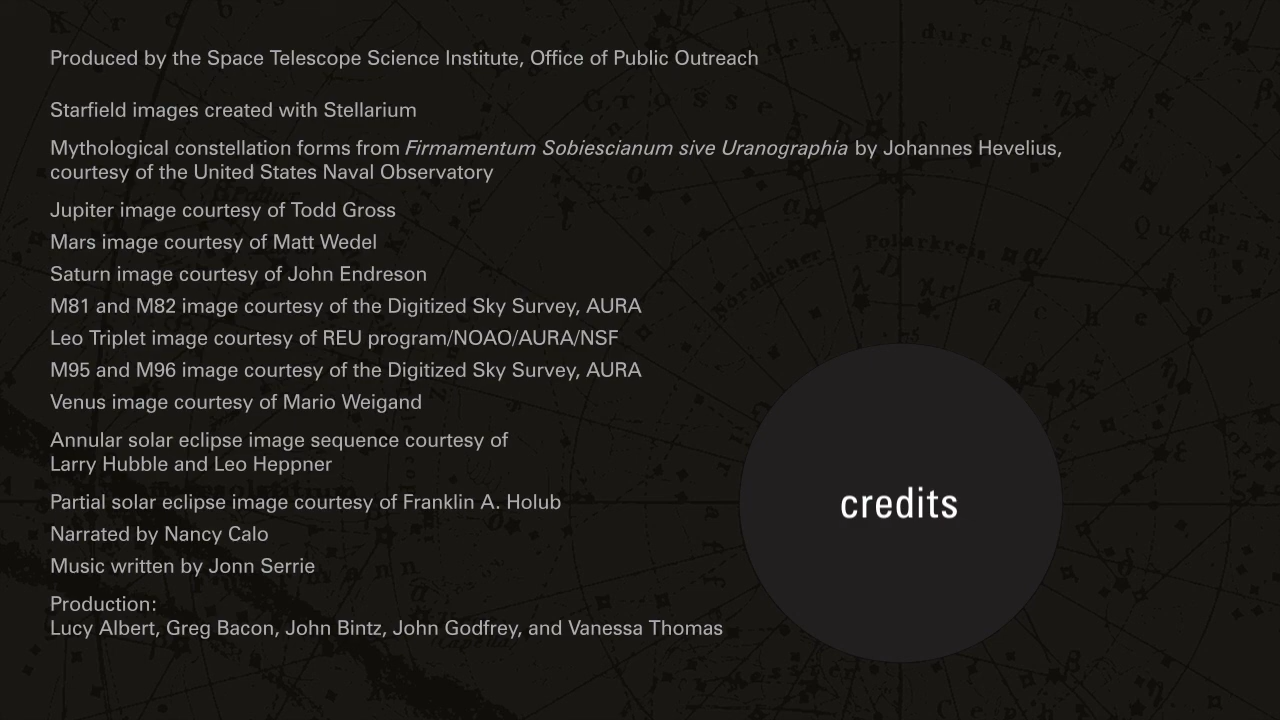 Produced by the Space Telescope Science Institute, Office of Public Outreach
Starfield images created with Stellarium
Mythological constellation forms from Firmamentum Sobiescianum sive Uranographia by Johannes Hevelius,
courtesy of the United States Naval Observatory
Jupiter image courtesy of Todd Gross
Mars image courtesy of Matt Wedel
Saturn image courtesy of John Endreson
M81 and M82 image courtesy of the Digitized Sky Survey, AURA
Leo Triplet image courtesy of REU program/NOAO/AURA/NSF
M95 and M96 image courtesy of the Digitized Sky Survey, AURA
Venus image courtesy of Mario Weigand
Annular solar eclipse image sequence courtesy of
Larry Hubble and Leo Heppner
Partial solar eclipse image courtesy of Franklin A. Holub
Narrated by Nancy Calo
Music written by Jonn Serrie
Production:
Lucy Albert, Greg Bacon, John Bintz, John Godfrey, and Vanessa Thomas
credits
Grosse
durchgehen
Polarkreis
Nordlicher